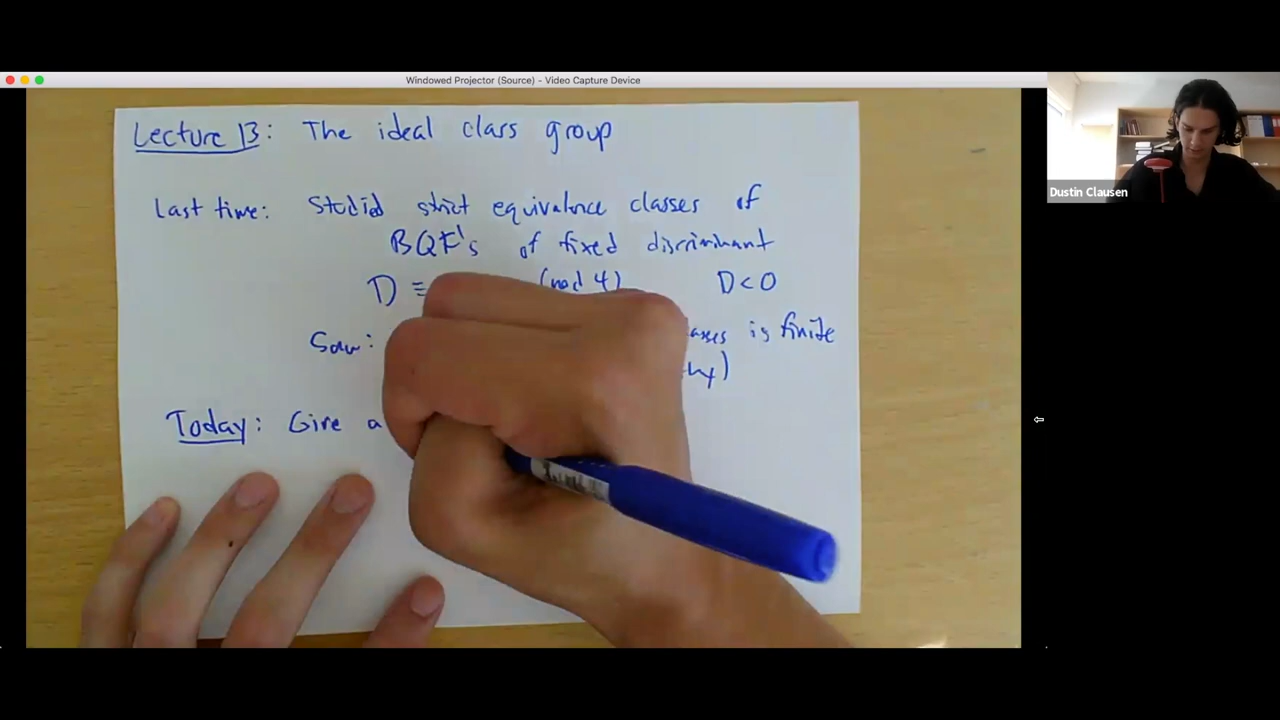 Windowed Projector (Source) - Video Capture Device
Lecture 13: The ideal class group
Last time: Studied strict equivalence classes of
BQF's of fixed discriminant
D ≡ (mod 4) D < 0
Saw: is finite
Today: Give a
Dustin Clausen